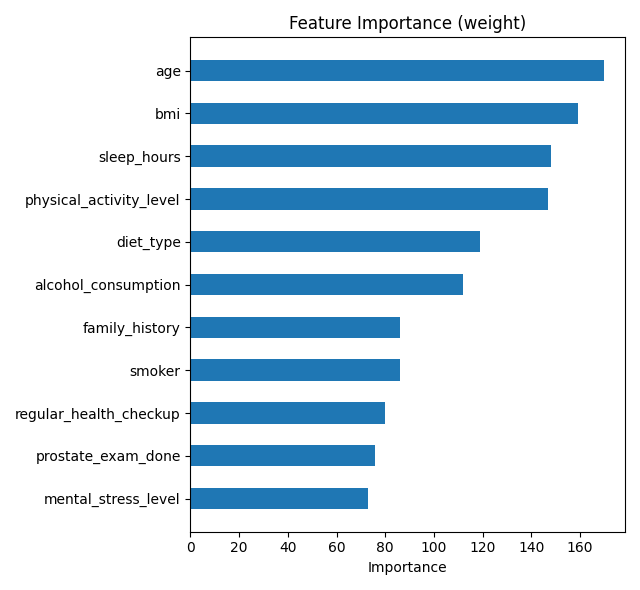 Feature Importance (weight)
age
bmi
sleep_hours
physical_activity_level
diet_type
alcohol_consumption
family_history
smoker
regular_health_checkup
prostate_exam_done
mental_stress_level
0 20 40 60 80 100 120 140 160
Importance